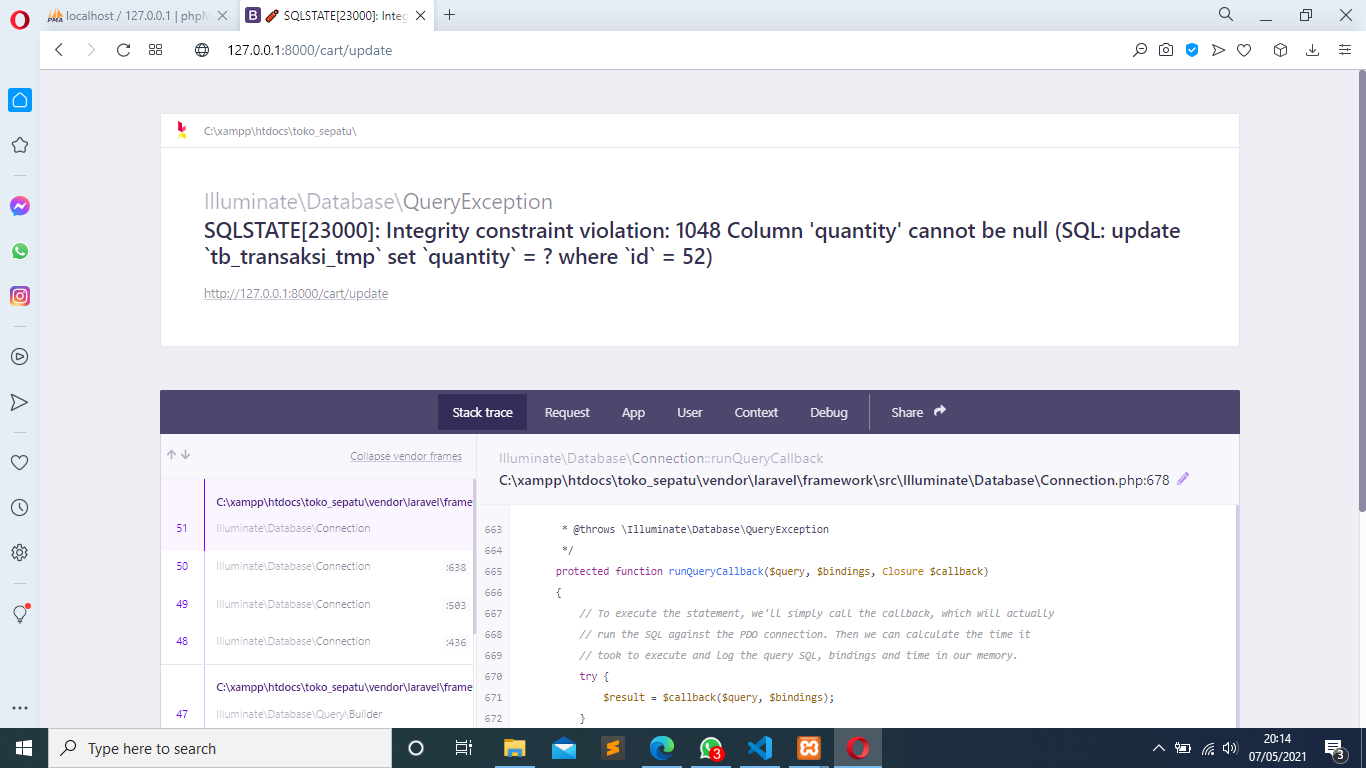 localhost / 127.0.0.1 | phpM
SQLSTATE[23000]: Integ
127.0.0.1:8000/cart/update
C:\xampp\htdocs\toko_sepatu\
Illuminate\Database\QueryException
SQLSTATE[23000]: Integrity constraint violation: 1048 Column 'quantity' cannot be null (SQL: update
`tb_transaksi_tmp` set `quantity` = ? where `id` = 52)
http://127.0.0.1:8000/cart/update
Stack trace
Request
App
User
Context
Debug
Share
Collapse vendor frames
C:\xampp\htdocs\toko_sepatu\vendor\laravel\frame
51 Illuminate\Database\Connection
50 Illuminate\Database\Connection :638
49 Illuminate\Database\Connection :503
48 Illuminate\Database\Connection :436
C:\xampp\htdocs\toko_sepatu\vendor\laravel\frame
47 Illuminate\Database\Query\Builder
Illuminate\Database\Connection::runQueryCallback
C:\xampp\htdocs\toko_sepatu\vendor\laravel\framework\src\Illuminate\Database\Connection.php:678
663 * @throws \Illuminate\Database\QueryException
664 */
665 protected function runQueryCallback($query, $bindings, Closure $callback)
666 {
667 // To execute the statement, we'll simply call the callback, which will actually
668 // run the SQL against the PDO connection. Then we can calculate the time it
669 // took to execute and log the query SQL, bindings and time in our memory.
670 try {
671 $result = $callback($query, $bindings);
672 }
Type here to search
3
20:14
07/05/2021
3